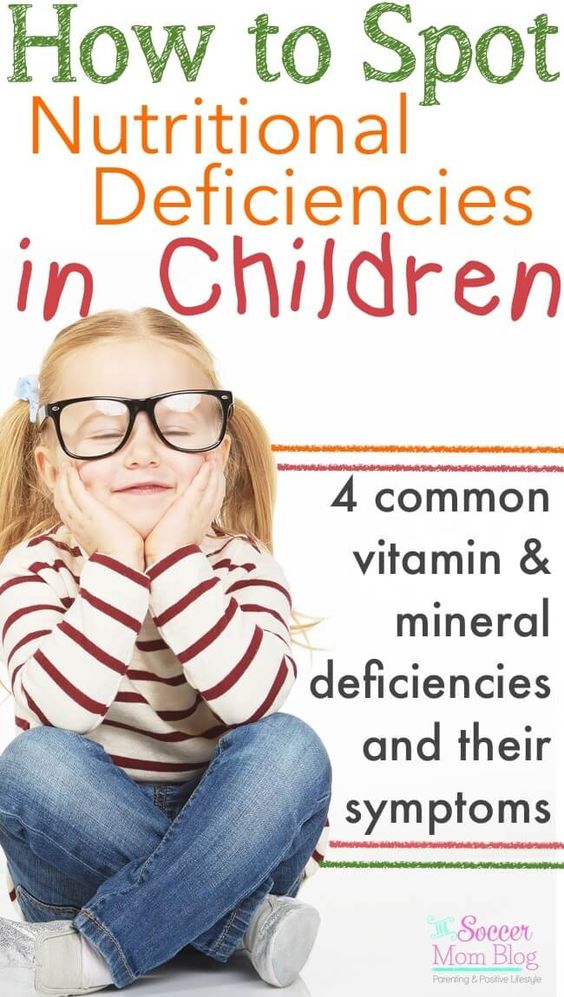 How to Spot
Nutritional
Deficiencies
in Children
4 common
vitamin &
mineral
deficiencies
and their
symptoms
THE
Soccer
Mom Blog
Parenting & Positive Lifestyle